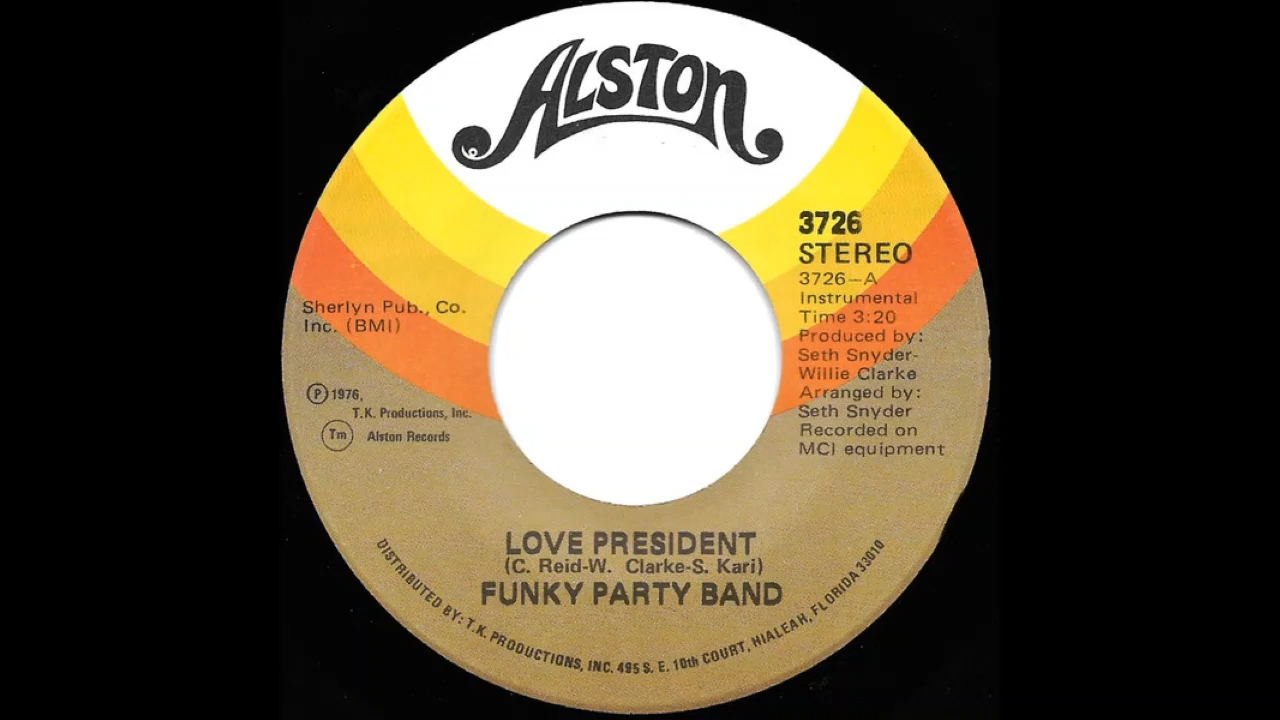 ALSTON
3726
STEREO
3726-A
Instrumental
Time 3:20
Produced by:
Seth Snyder-
Willie Clarke
Arranged by:
Seth Snyder
Recorded on
MCI equipment
Sherlyn Pub., Co.
Inc. (BMI)
℗ 1976,
T.K. Productions, Inc.
Tm Alston Records
LOVE PRESIDENT
(C. Reid-W. Clarke-S. Kari)
FUNKY PARTY BAND
DISTRIBUTED BY: T.K. PRODUCTIONS, INC. 495 S. E. 10th COURT, HIALEAH, FLORIDA 33010